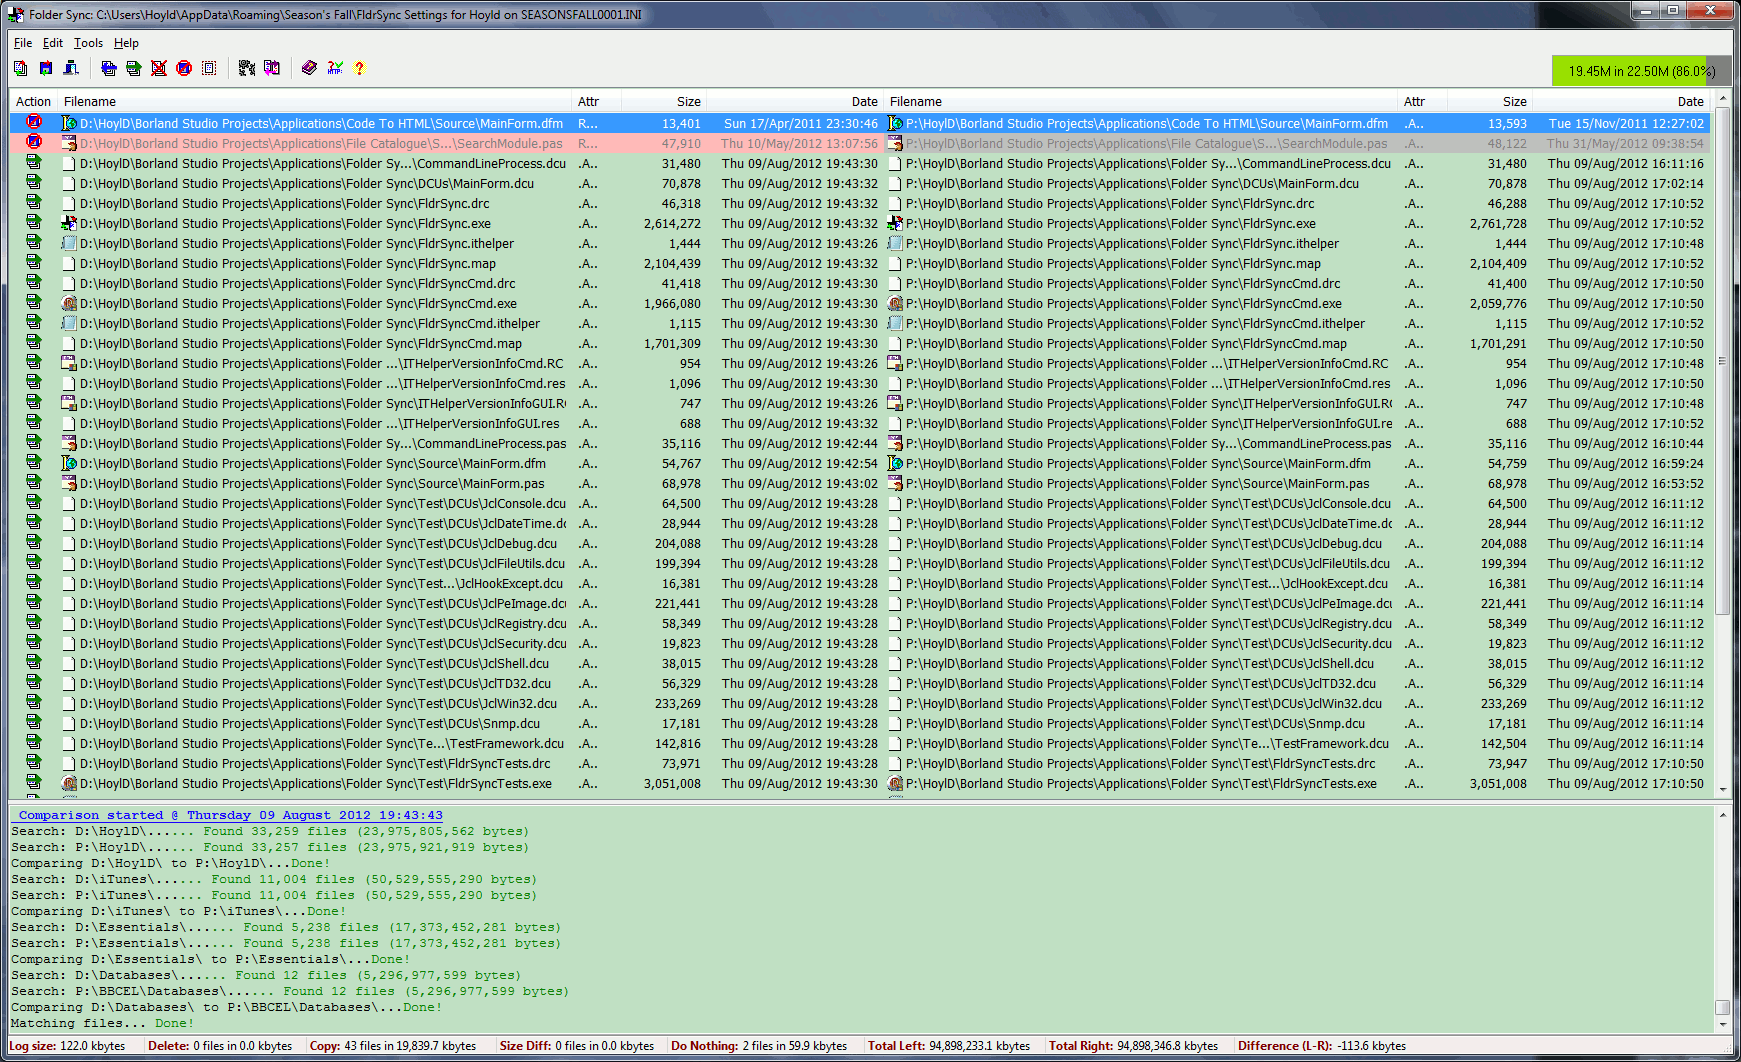 Folder Sync: C:\Users\Hoyld\AppData\Roaming\Season's Fall\FldrSync Settings for Hoyld on SEASONSFALL0001.INI
File Edit Tools Help
19.45M in 22.50M (86.0%)
Action Filename Attr Size Date Filename Attr Size Date
D:\HoylD\Borland Studio Projects\Applications\Code To HTML\Source\MainForm.dfm R... 13,401 Sun 17/Apr/2011 23:30:46 P:\HoylD\Borland Studio Projects\Applications\Code To HTML\Source\MainForm.dfm .A.. 13,593 Tue 15/Nov/2011 12:27:02
D:\HoylD\Borland Studio Projects\Applications\File Catalogue\S...\SearchModule.pas R... 47,910 Thu 10/May/2012 13:07:56 P:\HoylD\Borland Studio Projects\Applications\File Catalogue\S...\SearchModule.pas .A.. 48,122 Thu 31/May/2012 09:38:54
D:\HoylD\Borland Studio Projects\Applications\Folder Sy...\CommandLineProcess.dcu .A.. 31,480 Thu 09/Aug/2012 19:43:32 P:\HoylD\Borland Studio Projects\Applications\Folder Sy...\CommandLineProcess.dcu .A.. 31,480 Thu 09/Aug/2012 16:11:16
D:\HoylD\Borland Studio Projects\Applications\Folder Sync\DCUs\MainForm.dcu .A.. 70,878 Thu 09/Aug/2012 19:43:32 P:\HoylD\Borland Studio Projects\Applications\Folder Sync\DCUs\MainForm.dcu .A.. 70,878 Thu 09/Aug/2012 17:02:14
D:\HoylD\Borland Studio Projects\Applications\Folder Sync\FldrSync.drc .A.. 46,318 Thu 09/Aug/2012 19:43:32 P:\HoylD\Borland Studio Projects\Applications\Folder Sync\FldrSync.drc .A.. 46,288 Thu 09/Aug/2012 17:10:52
D:\HoylD\Borland Studio Projects\Applications\Folder Sync\FldrSync.exe .A.. 2,614,272 Thu 09/Aug/2012 19:43:32 P:\HoylD\Borland Studio Projects\Applications\Folder Sync\FldrSync.exe .A.. 2,761,728 Thu 09/Aug/2012 17:10:52
D:\HoylD\Borland Studio Projects\Applications\Folder Sync\FldrSync.ithelper .A.. 1,444 Thu 09/Aug/2012 19:43:26 P:\HoylD\Borland Studio Projects\Applications\Folder Sync\FldrSync.ithelper .A.. 1,444 Thu 09/Aug/2012 17:10:48
D:\HoylD\Borland Studio Projects\Applications\Folder Sync\FldrSync.map .A.. 2,104,439 Thu 09/Aug/2012 19:43:32 P:\HoylD\Borland Studio Projects\Applications\Folder Sync\FldrSync.map .A.. 2,104,409 Thu 09/Aug/2012 17:10:52
D:\HoylD\Borland Studio Projects\Applications\Folder Sync\FldrSyncCmd.drc .A.. 41,418 Thu 09/Aug/2012 19:43:30 P:\HoylD\Borland Studio Projects\Applications\Folder Sync\FldrSyncCmd.drc .A.. 41,400 Thu 09/Aug/2012 17:10:50
D:\HoylD\Borland Studio Projects\Applications\Folder Sync\FldrSyncCmd.exe .A.. 1,966,080 Thu 09/Aug/2012 19:43:30 P:\HoylD\Borland Studio Projects\Applications\Folder Sync\FldrSyncCmd.exe .A.. 2,059,776 Thu 09/Aug/2012 17:10:50
D:\HoylD\Borland Studio Projects\Applications\Folder Sync\FldrSyncCmd.ithelper .A.. 1,115 Thu 09/Aug/2012 19:43:30 P:\HoylD\Borland Studio Projects\Applications\Folder Sync\FldrSyncCmd.ithelper .A.. 1,115 Thu 09/Aug/2012 17:10:52
D:\HoylD\Borland Studio Projects\Applications\Folder Sync\FldrSyncCmd.map .A.. 1,701,309 Thu 09/Aug/2012 19:43:30 P:\HoylD\Borland Studio Projects\Applications\Folder Sync\FldrSyncCmd.map .A.. 1,701,291 Thu 09/Aug/2012 17:10:50
D:\HoylD\Borland Studio Projects\Applications\Folder ...\ITHelperVersionInfoCmd.RC .A.. 954 Thu 09/Aug/2012 19:43:26 P:\HoylD\Borland Studio Projects\Applications\Folder ...\ITHelperVersionInfoCmd.RC .A.. 954 Thu 09/Aug/2012 17:10:48
D:\HoylD\Borland Studio Projects\Applications\Folder ...\ITHelperVersionInfoCmd.res .A.. 1,096 Thu 09/Aug/2012 19:43:30 P:\HoylD\Borland Studio Projects\Applications\Folder ...\ITHelperVersionInfoCmd.res .A.. 1,096 Thu 09/Aug/2012 17:10:50
D:\HoylD\Borland Studio Projects\Applications\Folder Sync\ITHelperVersionInfoGUI.RC .A.. 747 Thu 09/Aug/2012 19:43:26 P:\HoylD\Borland Studio Projects\Applications\Folder Sync\ITHelperVersionInfoGUI.RC .A.. 747 Thu 09/Aug/2012 17:10:48
D:\HoylD\Borland Studio Projects\Applications\Folder ...\ITHelperVersionInfoGUI.res .A.. 688 Thu 09/Aug/2012 19:43:32 P:\HoylD\Borland Studio Projects\Applications\Folder Sync\ITHelperVersionInfoGUI.re .A.. 688 Thu 09/Aug/2012 17:10:52
D:\HoylD\Borland Studio Projects\Applications\Folder Sy...\CommandLineProcess.pas .A.. 35,116 Thu 09/Aug/2012 19:42:44 P:\HoylD\Borland Studio Projects\Applications\Folder Sy...\CommandLineProcess.pas .A.. 35,116 Thu 09/Aug/2012 16:10:44
D:\HoylD\Borland Studio Projects\Applications\Folder Sync\Source\MainForm.dfm .A.. 54,767 Thu 09/Aug/2012 19:42:54 P:\HoylD\Borland Studio Projects\Applications\Folder Sync\Source\MainForm.dfm .A.. 54,759 Thu 09/Aug/2012 16:59:24
D:\HoylD\Borland Studio Projects\Applications\Folder Sync\Source\MainForm.pas .A.. 68,978 Thu 09/Aug/2012 19:43:02 P:\HoylD\Borland Studio Projects\Applications\Folder Sync\Source\MainForm.pas .A.. 68,978 Thu 09/Aug/2012 16:53:52
D:\HoylD\Borland Studio Projects\Applications\Folder Sync\Test\DCUs\JclConsole.dcu .A.. 64,500 Thu 09/Aug/2012 19:43:28 P:\HoylD\Borland Studio Projects\Applications\Folder Sync\Test\DCUs\JclConsole.dcu .A.. 64,500 Thu 09/Aug/2012 16:11:12
D:\HoylD\Borland Studio Projects\Applications\Folder Sync\Test\DCUs\JclDateTime.dc .A.. 28,944 Thu 09/Aug/2012 19:43:28 P:\HoylD\Borland Studio Projects\Applications\Folder Sync\Test\DCUs\JclDateTime.dc .A.. 28,944 Thu 09/Aug/2012 16:11:12
D:\HoylD\Borland Studio Projects\Applications\Folder Sync\Test\DCUs\JclDebug.dcu .A.. 204,088 Thu 09/Aug/2012 19:43:28 P:\HoylD\Borland Studio Projects\Applications\Folder Sync\Test\DCUs\JclDebug.dcu .A.. 204,088 Thu 09/Aug/2012 16:11:14
D:\HoylD\Borland Studio Projects\Applications\Folder Sync\Test\DCUs\JclFileUtils.dcu .A.. 199,394 Thu 09/Aug/2012 19:43:28 P:\HoylD\Borland Studio Projects\Applications\Folder Sync\Test\DCUs\JclFileUtils.dcu .A.. 199,394 Thu 09/Aug/2012 16:11:12
D:\HoylD\Borland Studio Projects\Applications\Folder Sync\Test...\JclHookExcept.dcu .A.. 16,381 Thu 09/Aug/2012 19:43:28 P:\HoylD\Borland Studio Projects\Applications\Folder Sync\Test...\JclHookExcept.dcu .A.. 16,381 Thu 09/Aug/2012 16:11:14
D:\HoylD\Borland Studio Projects\Applications\Folder Sync\Test\DCUs\JclPeImage.dcu .A.. 221,441 Thu 09/Aug/2012 19:43:28 P:\HoylD\Borland Studio Projects\Applications\Folder Sync\Test\DCUs\JclPeImage.dcu .A.. 221,441 Thu 09/Aug/2012 16:11:14
D:\HoylD\Borland Studio Projects\Applications\Folder Sync\Test\DCUs\JclRegistry.dcu .A.. 58,349 Thu 09/Aug/2012 19:43:28 P:\HoylD\Borland Studio Projects\Applications\Folder Sync\Test\DCUs\JclRegistry.dcu .A.. 58,349 Thu 09/Aug/2012 16:11:12
D:\HoylD\Borland Studio Projects\Applications\Folder Sync\Test\DCUs\JclSecurity.dcu .A.. 19,823 Thu 09/Aug/2012 19:43:28 P:\HoylD\Borland Studio Projects\Applications\Folder Sync\Test\DCUs\JclSecurity.dcu .A.. 19,823 Thu 09/Aug/2012 16:11:12
D:\HoylD\Borland Studio Projects\Applications\Folder Sync\Test\DCUs\JclShell.dcu .A.. 38,015 Thu 09/Aug/2012 19:43:28 P:\HoylD\Borland Studio Projects\Applications\Folder Sync\Test\DCUs\JclShell.dcu .A.. 38,015 Thu 09/Aug/2012 16:11:12
D:\HoylD\Borland Studio Projects\Applications\Folder Sync\Test\DCUs\JclTD32.dcu .A.. 56,329 Thu 09/Aug/2012 19:43:28 P:\HoylD\Borland Studio Projects\Applications\Folder Sync\Test\DCUs\JclTD32.dcu .A.. 56,329 Thu 09/Aug/2012 16:11:14
D:\HoylD\Borland Studio Projects\Applications\Folder Sync\Test\DCUs\JclWin32.dcu .A.. 233,269 Thu 09/Aug/2012 19:43:28 P:\HoylD\Borland Studio Projects\Applications\Folder Sync\Test\DCUs\JclWin32.dcu .A.. 233,269 Thu 09/Aug/2012 16:11:12
D:\HoylD\Borland Studio Projects\Applications\Folder Sync\Test\DCUs\Snmp.dcu .A.. 17,181 Thu 09/Aug/2012 19:43:28 P:\HoylD\Borland Studio Projects\Applications\Folder Sync\Test\DCUs\Snmp.dcu .A.. 17,181 Thu 09/Aug/2012 16:11:14
D:\HoylD\Borland Studio Projects\Applications\Folder Sync\Te...\TestFramework.dcu .A.. 142,816 Thu 09/Aug/2012 19:43:28 P:\HoylD\Borland Studio Projects\Applications\Folder Sync\Te...\TestFramework.dcu .A.. 142,504 Thu 09/Aug/2012 16:11:14
D:\HoylD\Borland Studio Projects\Applications\Folder Sync\Test\FldrSyncTests.drc .A.. 73,971 Thu 09/Aug/2012 19:43:28 P:\HoylD\Borland Studio Projects\Applications\Folder Sync\Test\FldrSyncTests.drc .A.. 73,947 Thu 09/Aug/2012 17:10:50
D:\HoylD\Borland Studio Projects\Applications\Folder Sync\Test\FldrSyncTests.exe .A.. 3,051,008 Thu 09/Aug/2012 19:43:30 P:\HoylD\Borland Studio Projects\Applications\Folder Sync\Test\FldrSyncTests.exe .A.. 3,051,008 Thu 09/Aug/2012 17:10:50
Comparison started @ Thursday 09 August 2012 19:43:43
Search: D:\HoylD\...... Found 33,259 files (23,975,805,562 bytes)
Search: P:\HoylD\...... Found 33,257 files (23,975,921,919 bytes)
Comparing D:\HoylD\ to P:\HoylD\...Done!
Search: D:\iTunes\...... Found 11,004 files (50,529,555,290 bytes)
Search: P:\iTunes\...... Found 11,004 files (50,529,555,290 bytes)
Comparing D:\iTunes\ to P:\iTunes\...Done!
Search: D:\Essentials\...... Found 5,238 files (17,373,452,281 bytes)
Search: P:\Essentials\...... Found 5,238 files (17,373,452,281 bytes)
Comparing D:\Essentials\ to P:\Essentials\...Done!
Search: D:\Databases\...... Found 12 files (5,296,977,599 bytes)
Search: P:\BBCEL\Databases\...... Found 12 files (5,296,977,599 bytes)
Comparing D:\Databases\ to P:\BBCEL\Databases\...Done!
Matching files... Done!
Log size: 122.0 kbytes Delete: 0 files in 0.0 kbytes Copy: 43 files in 19,839.7 kbytes Size Diff: 0 files in 0.0 kbytes Do Nothing: 2 files in 59.9 kbytes Total Left: 94,898,233.1 kbytes Total Right: 94,898,346.8 kbytes Difference (L-R): -113.6 kbytes